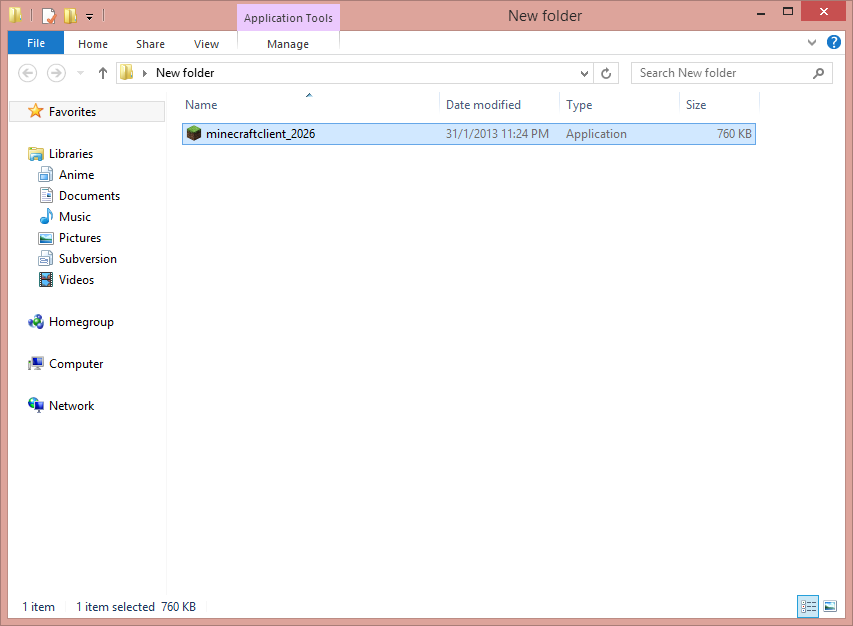 Application Tools
New folder
File
Home
Share
View
Manage
New folder
Search New folder
Name
Date modified
Type
Size
Favorites
minecraftclient_2026
31/1/2013 11:24 PM
Application
760 KB
Libraries
Anime
Documents
Music
Pictures
Subversion
Videos
Homegroup
Computer
Network
1 item
1 item selected 760 KB